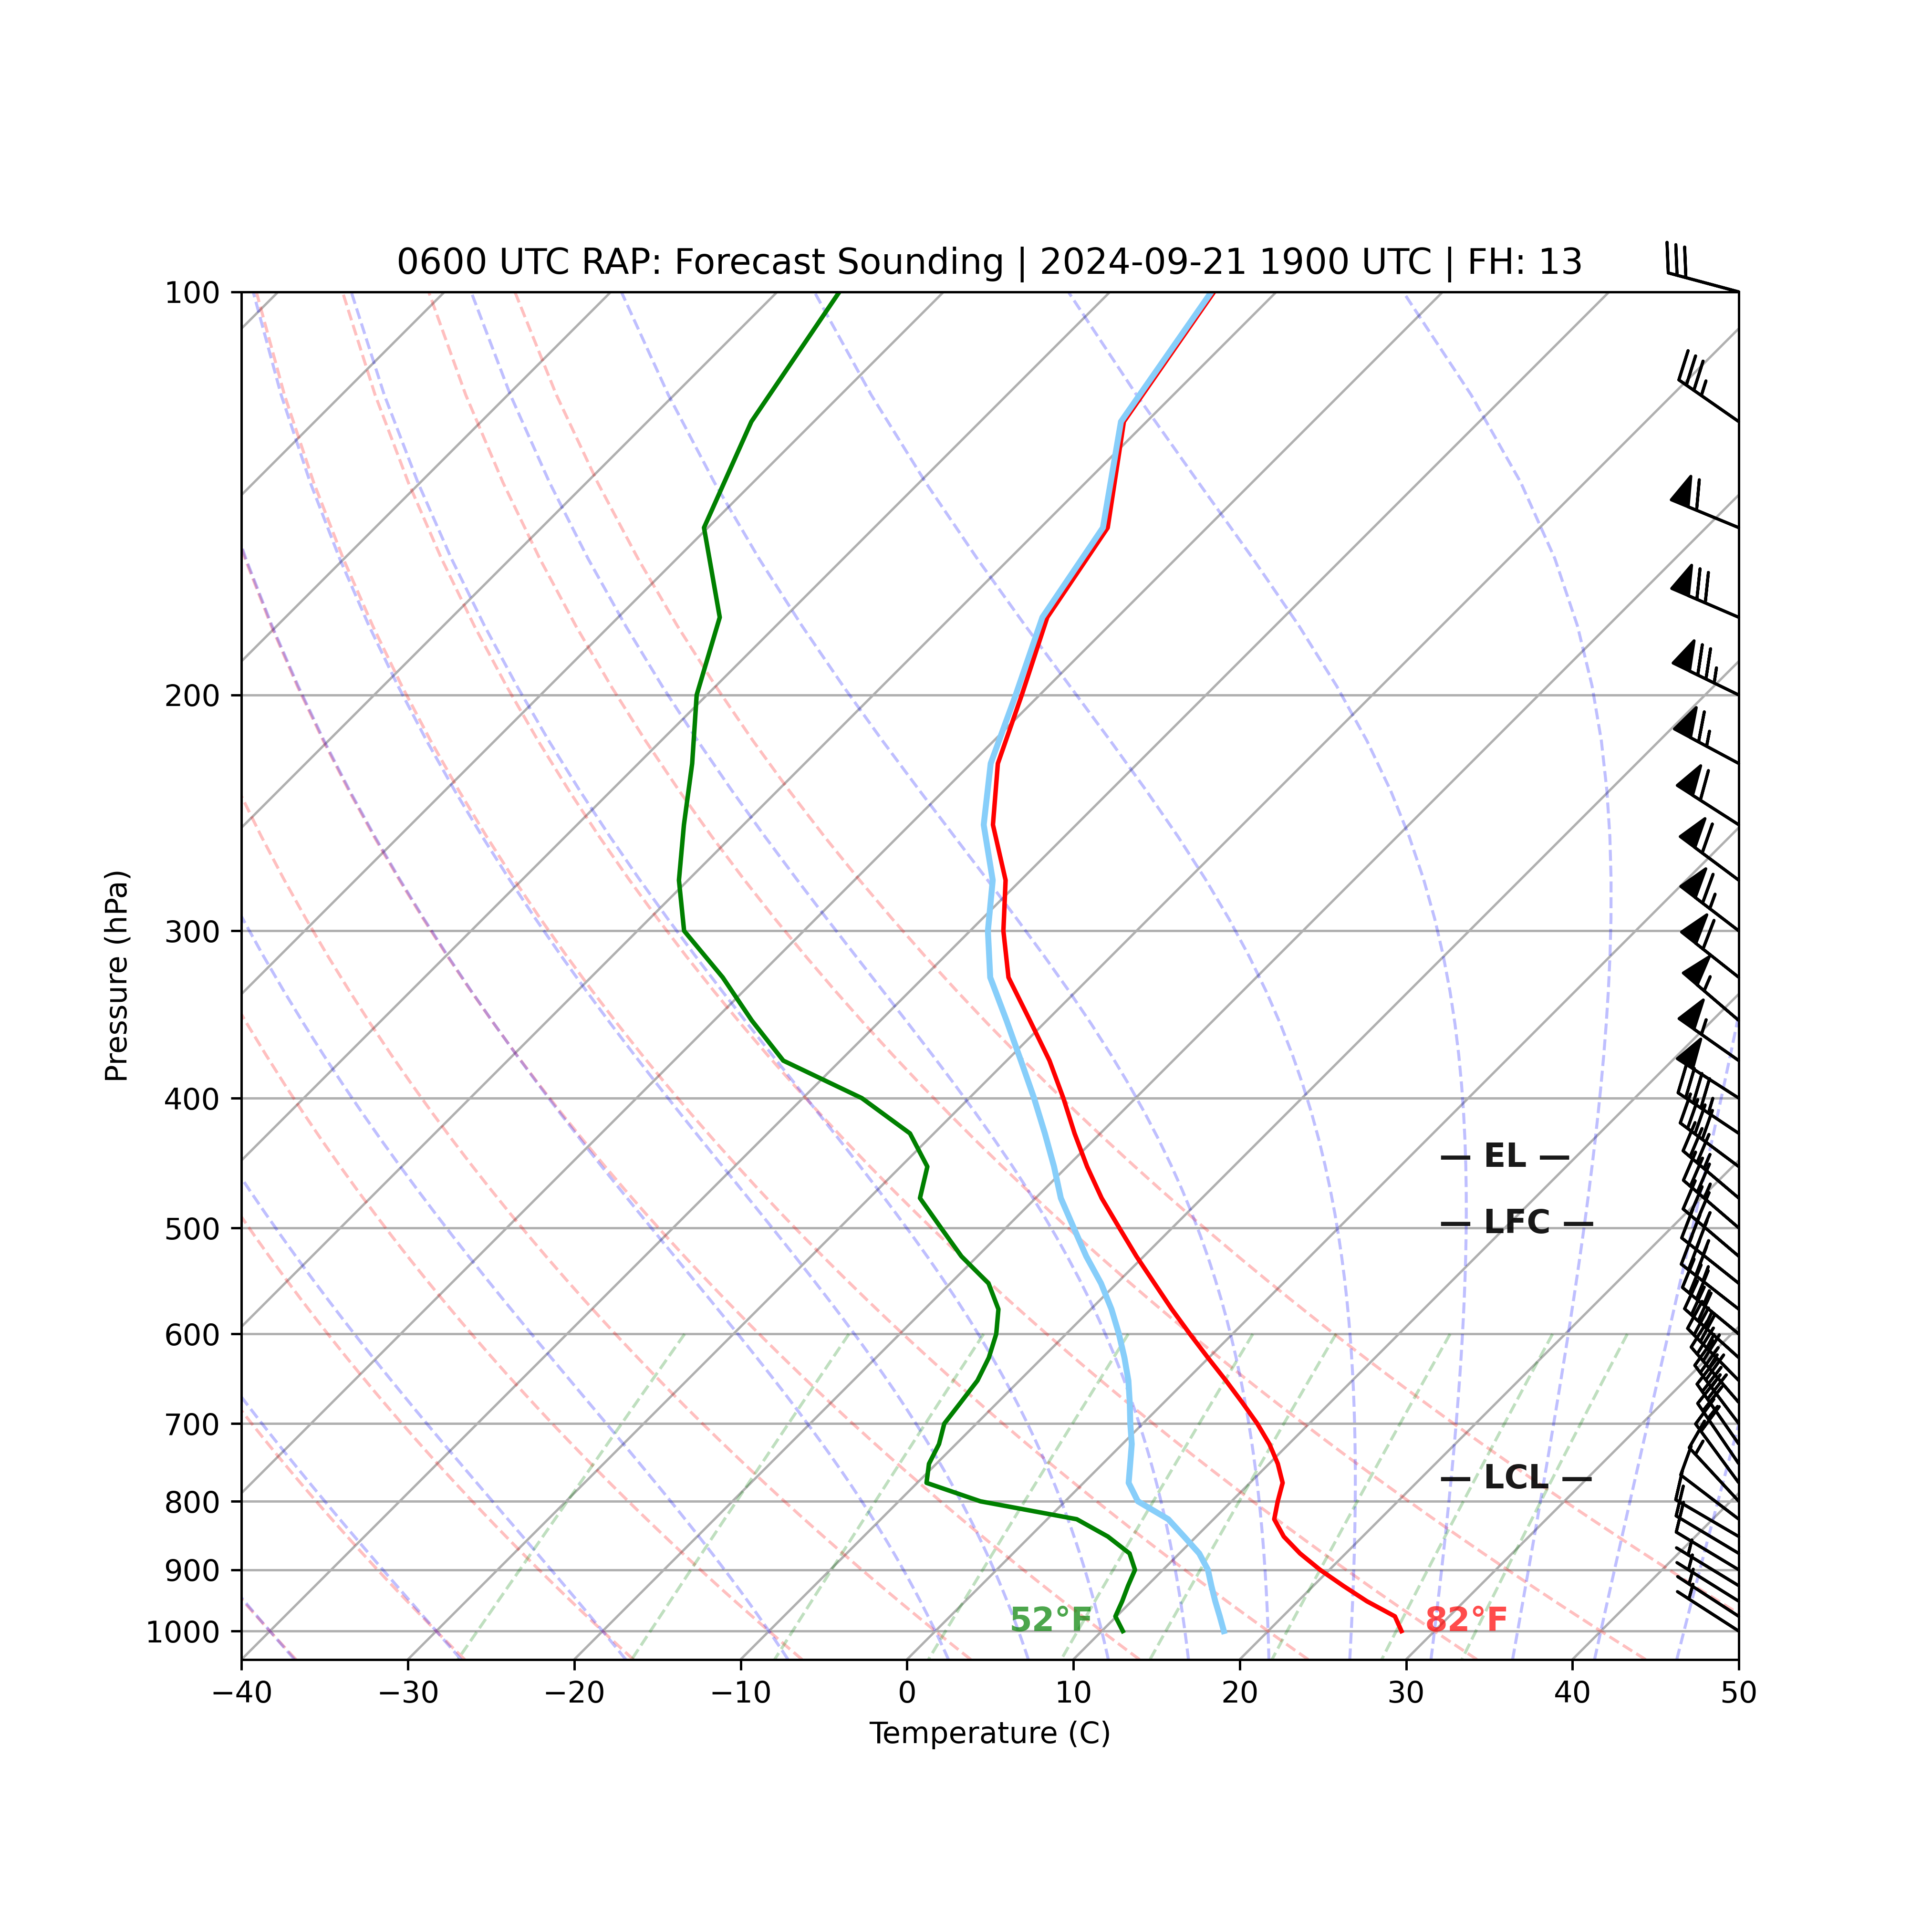 0600 UTC RAP: Forecast Sounding | 2024-09-21 1900 UTC | FH: 13
100
200
300
400
500
600
700
800
900
1000
Pressure (hPa)
— EL —
— LFC —
— LCL —
52°F
82°F
−40 −30 −20 −10 0 10 20 30 40 50
Temperature (C)